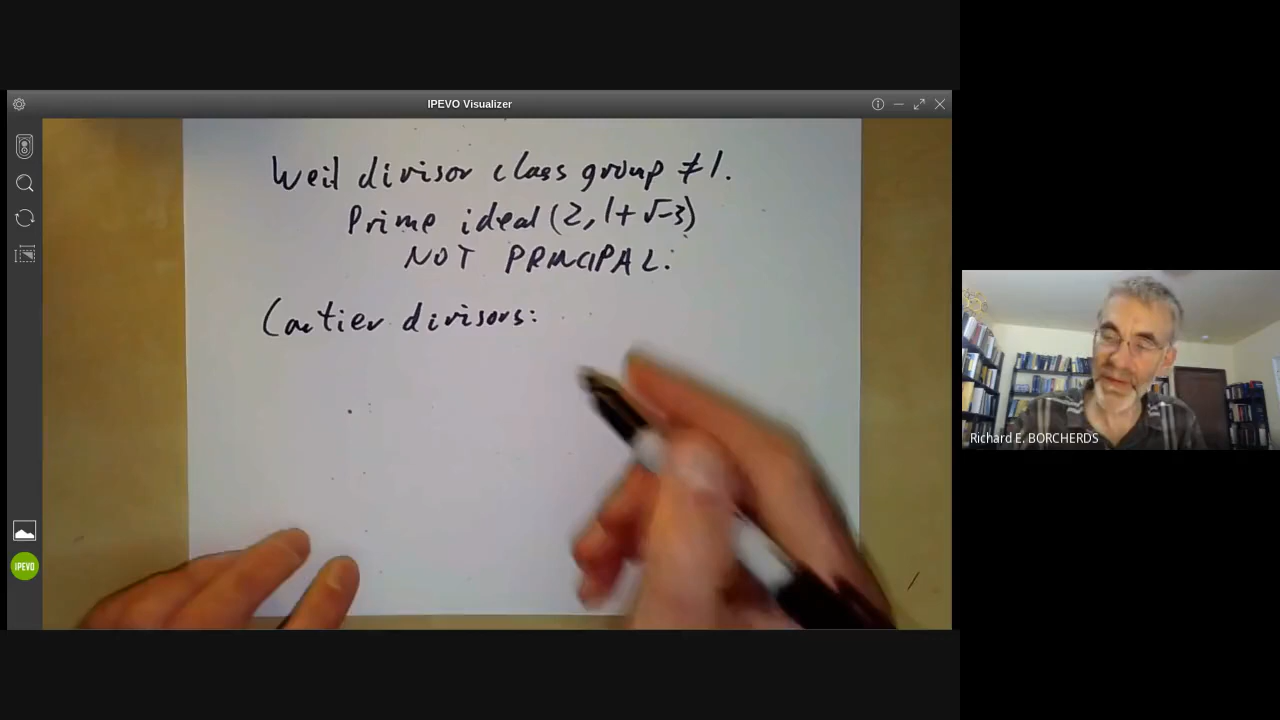 IPEVO Visualizer
Weil divisor class group ≠ 1.
Prime ideal (2, 1+√-3)
NOT PRINCIPAL.
Cartier divisors:
Richard E. BORCHERDS
IPEVO